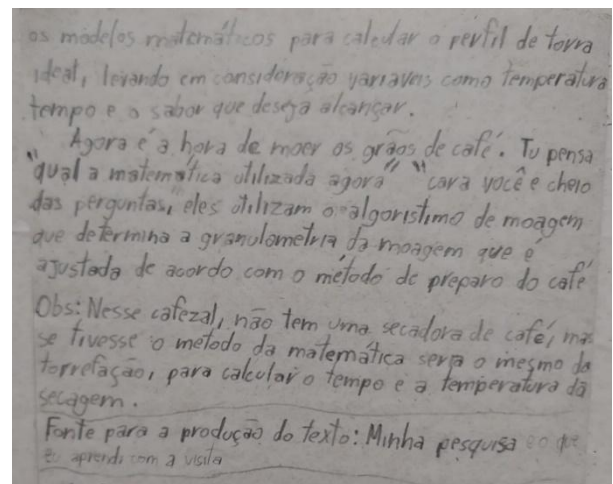 os modelos matemáticos para calcular o perfil de torra
ideal, levando em consideração variaveis como temperatura
tempo e o sabor que deseja alcançar.
Agora é a hora de moer os grãos de café. Tu pensa
"qual a matemática utilizada agora" "cara você e cheio
das perguntas, eles utilizam o algoristimo de moagem
que determina a granulometria da moagem que é
ajustada de acordo com o método de preparo do café
Obs: Nesse cafezal, não tem uma secadora de café, mas
se tivesse o metodo da matemática seria o mesmo da
torrefação, para calcular o tempo e a temperatura da
secagem.
Fonte para a produção do texto: Minha pesquisa e o que
eu aprendi com a visita